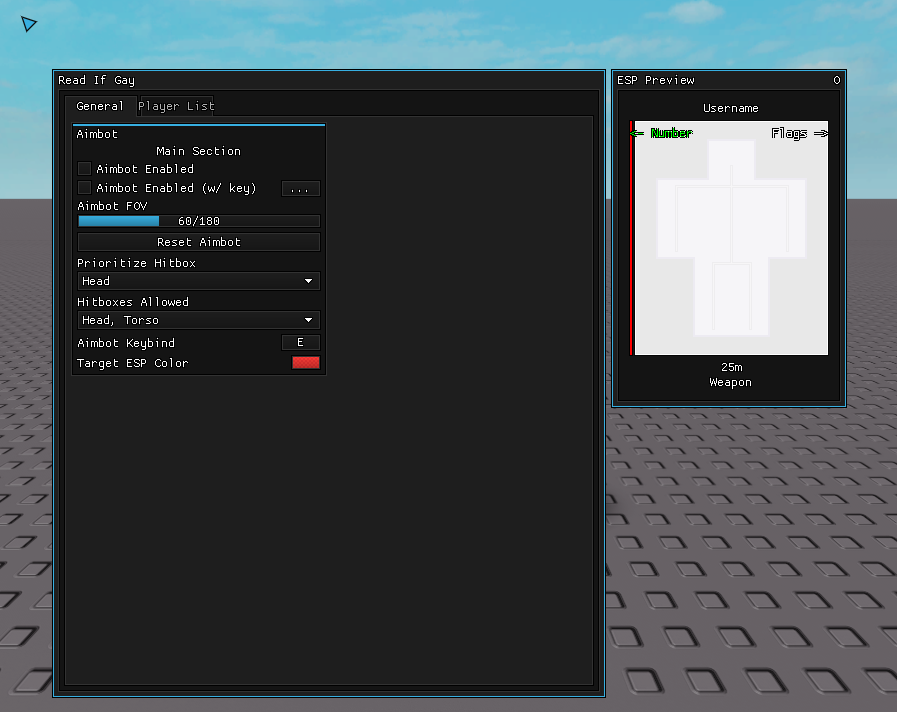 Read If Gay
General Player List
Aimbot
Main Section
Aimbot Enabled
Aimbot Enabled (w/ key) ...
Aimbot FOV
60/180
Reset Aimbot
Prioritize Hitbox
Head
Hitboxes Allowed
Head, Torso
Aimbot Keybind E
Target ESP Color
ESP Preview O
Username
<- Number Flags ->
25m
Weapon